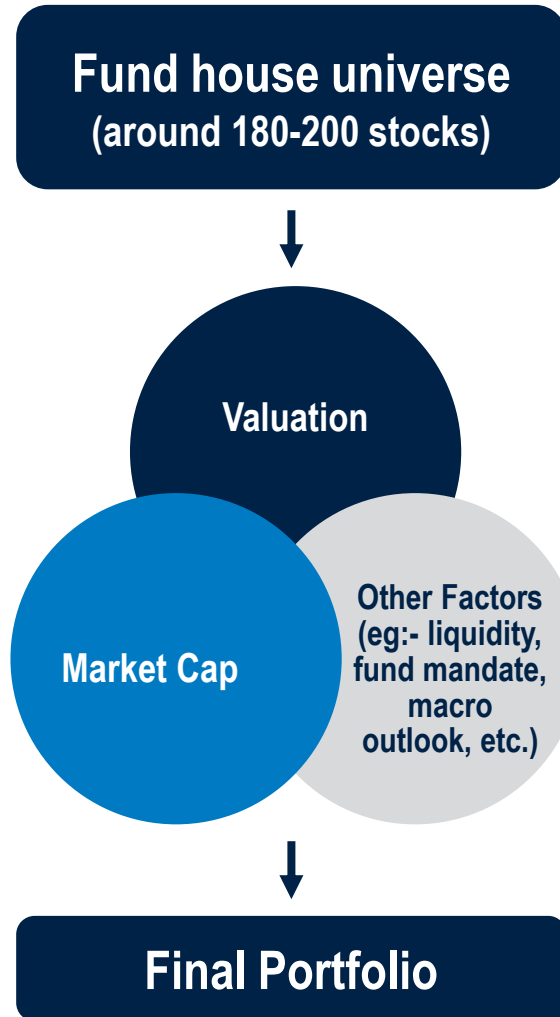 Fund house universe
(around 180-200 stocks)
Valuation
Market Cap
Other Factors
(eg:- liquidity,
fund mandate,
macro
outlook, etc.)
Final Portfolio